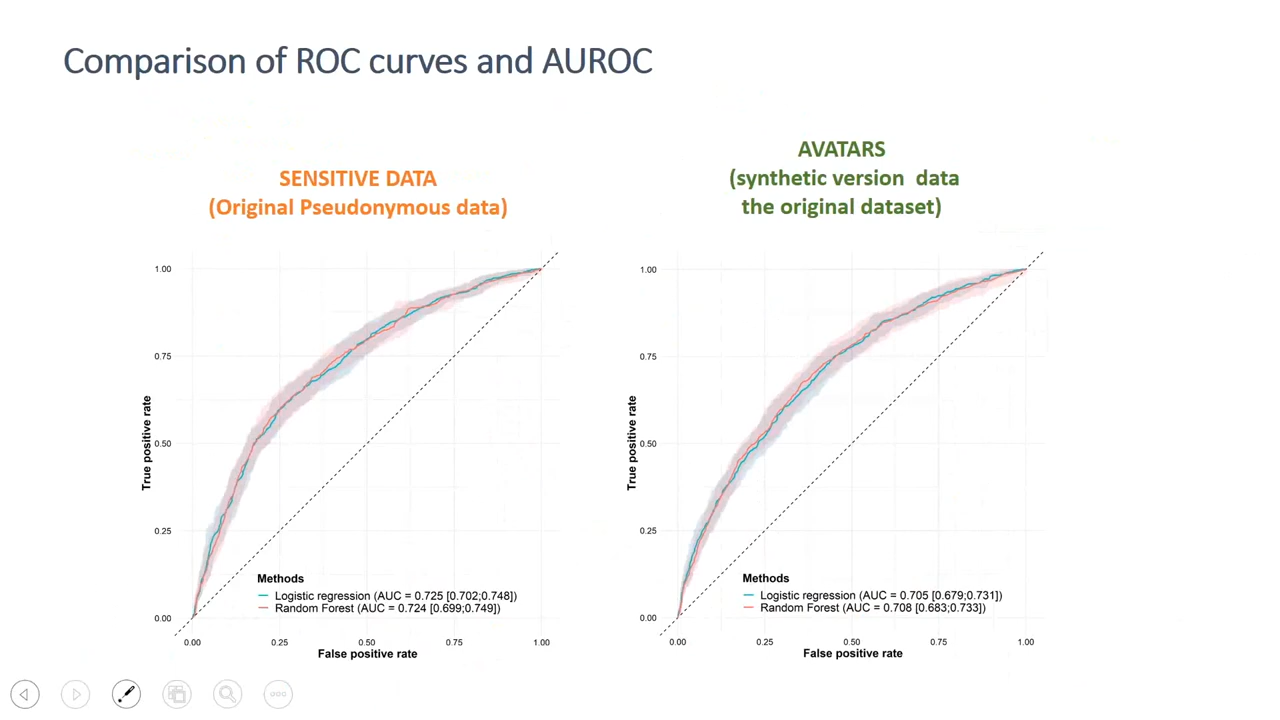 Comparison of ROC curves and AUROC
SENSITIVE DATA
(Original Pseudonymous data)
1.00
0.75
0.50
0.25
0.00
True positive rate
Methods
Logistic regression (AUC = 0.725 [0.702;0.748])
Random Forest (AUC = 0.724 [0.699;0.749])
0.00 0.25 0.50 0.75 1.00
False positive rate
AVATARS
(synthetic version data
the original dataset)
1.00
0.75
0.50
0.25
0.00
True positive rate
Methods
Logistic regression (AUC = 0.705 [0.679;0.731])
Random Forest (AUC = 0.708 [0.683;0.733])
0.00 0.25 0.50 0.75 1.00
False positive rate